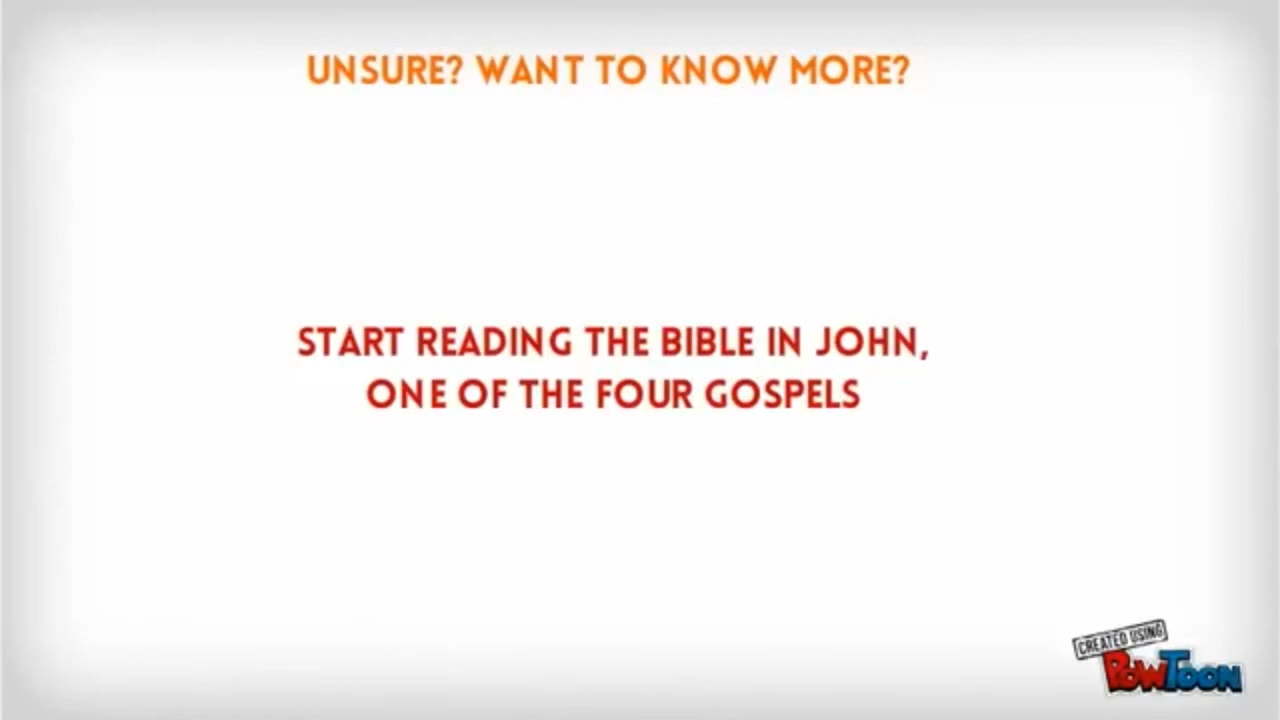 UNSURE? WANT TO KNOW MORE?
START READING THE BIBLE IN JOHN,
ONE OF THE FOUR GOSPELS
CREATED USING
POWTOON